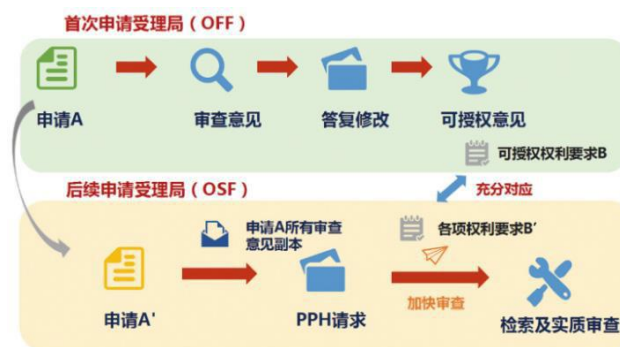 首次申请受理局（OFF）
申请A
审查意见
答复修改
可授权意见
可授权权利要求B
后续申请受理局（OSF）
充分对应
申请A所有审查
意见副本
各项权利要求B'
申请A'
PPH请求
加快审查
检索及实质审查